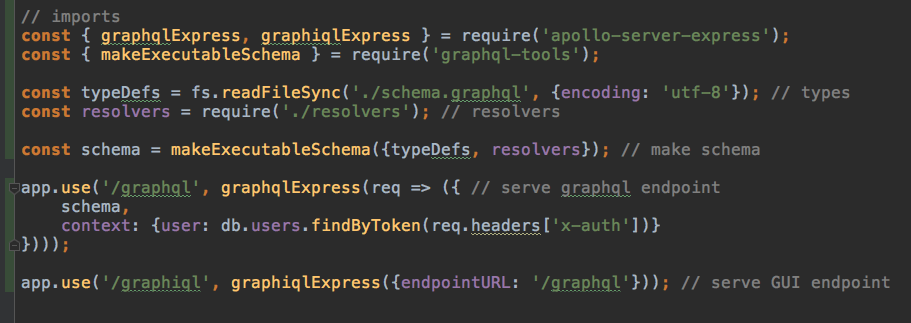 // imports
const { graphqlExpress, graphiqlExpress } = require('apollo-server-express');
const { makeExecutableSchema } = require('graphql-tools');
const typeDefs = fs.readFileSync('./schema.graphql', {encoding: 'utf-8'}); // types
const resolvers = require('./resolvers'); // resolvers
const schema = makeExecutableSchema({typeDefs, resolvers}); // make schema
app.use('/graphql', graphqlExpress(req => ({ // serve graphql endpoint
    schema,
    context: {user: db.users.findByToken(req.headers['x-auth'])}
})));
app.use('/graphiql', graphiqlExpress({endpointURL: '/graphql'})); // serve GUI endpoint